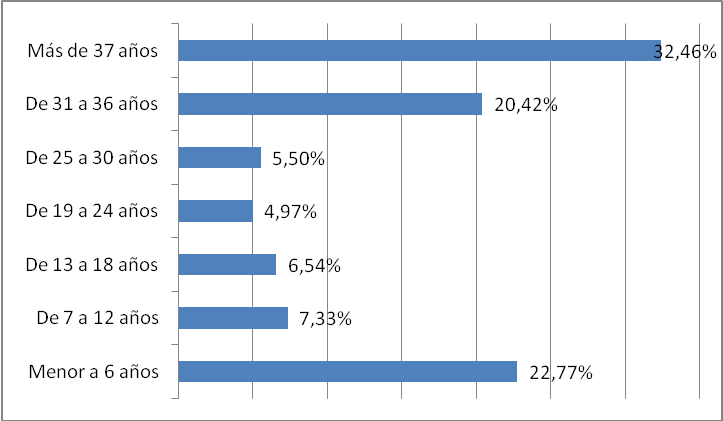 Más de 37 años
32,46%
De 31 a 36 años
20,42%
De 25 a 30 años
5,50%
De 19 a 24 años
4,97%
De 13 a 18 años
6,54%
De 7 a 12 años
7,33%
Menor a 6 años
22,77%